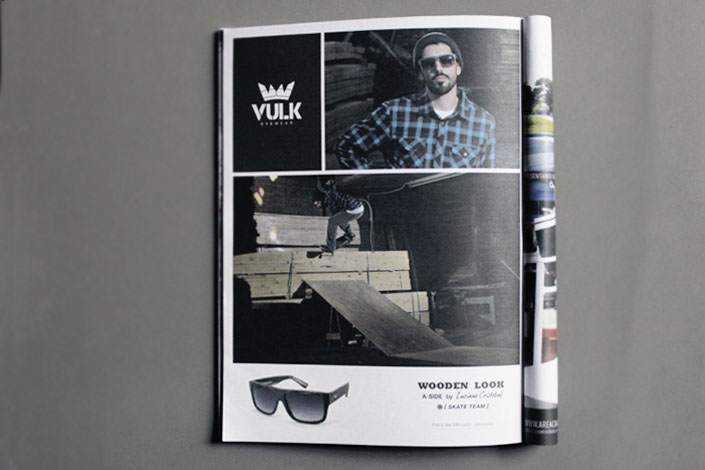 VULK
EYEWEAR
WOODEN LOOK
A-SIDE by Luciano Cristobal
[ SKATE TEAM ]